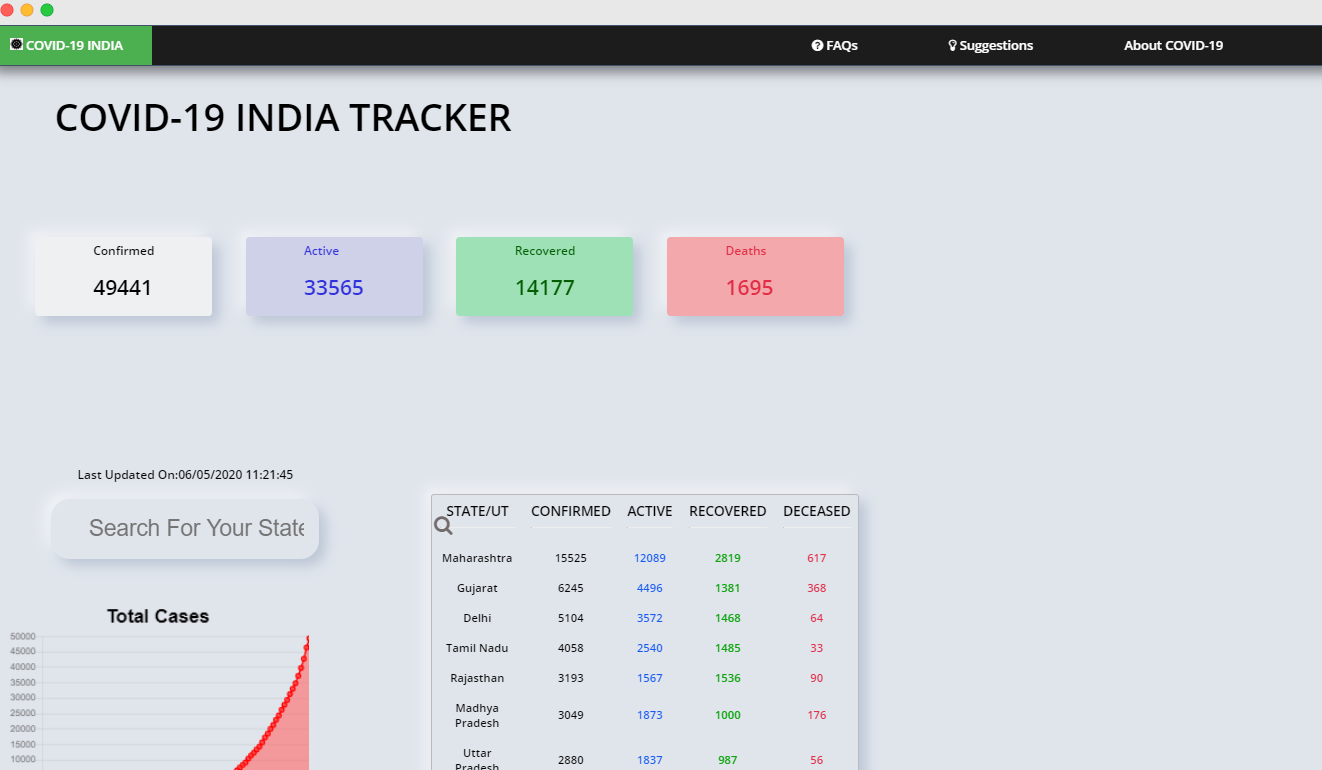 COVID-19 INDIA
FAQs
Suggestions
About COVID-19
COVID-19 INDIA TRACKER
Confirmed
49441
Active
33565
Recovered
14177
Deaths
1695
Last Updated On:06/05/2020 11:21:45
Search For Your State
Total Cases
50000
45000
40000
35000
30000
25000
20000
15000
10000
STATE/UT CONFIRMED ACTIVE RECOVERED DECEASED
Maharashtra 15525 12089 2819 617
Gujarat 6245 4496 1381 368
Delhi 5104 3572 1468 64
Tamil Nadu 4058 2540 1485 33
Rajasthan 3193 1567 1536 90
Madhya
Pradesh 3049 1873 1000 176
Uttar
Pradesh 2880 1837 987 56